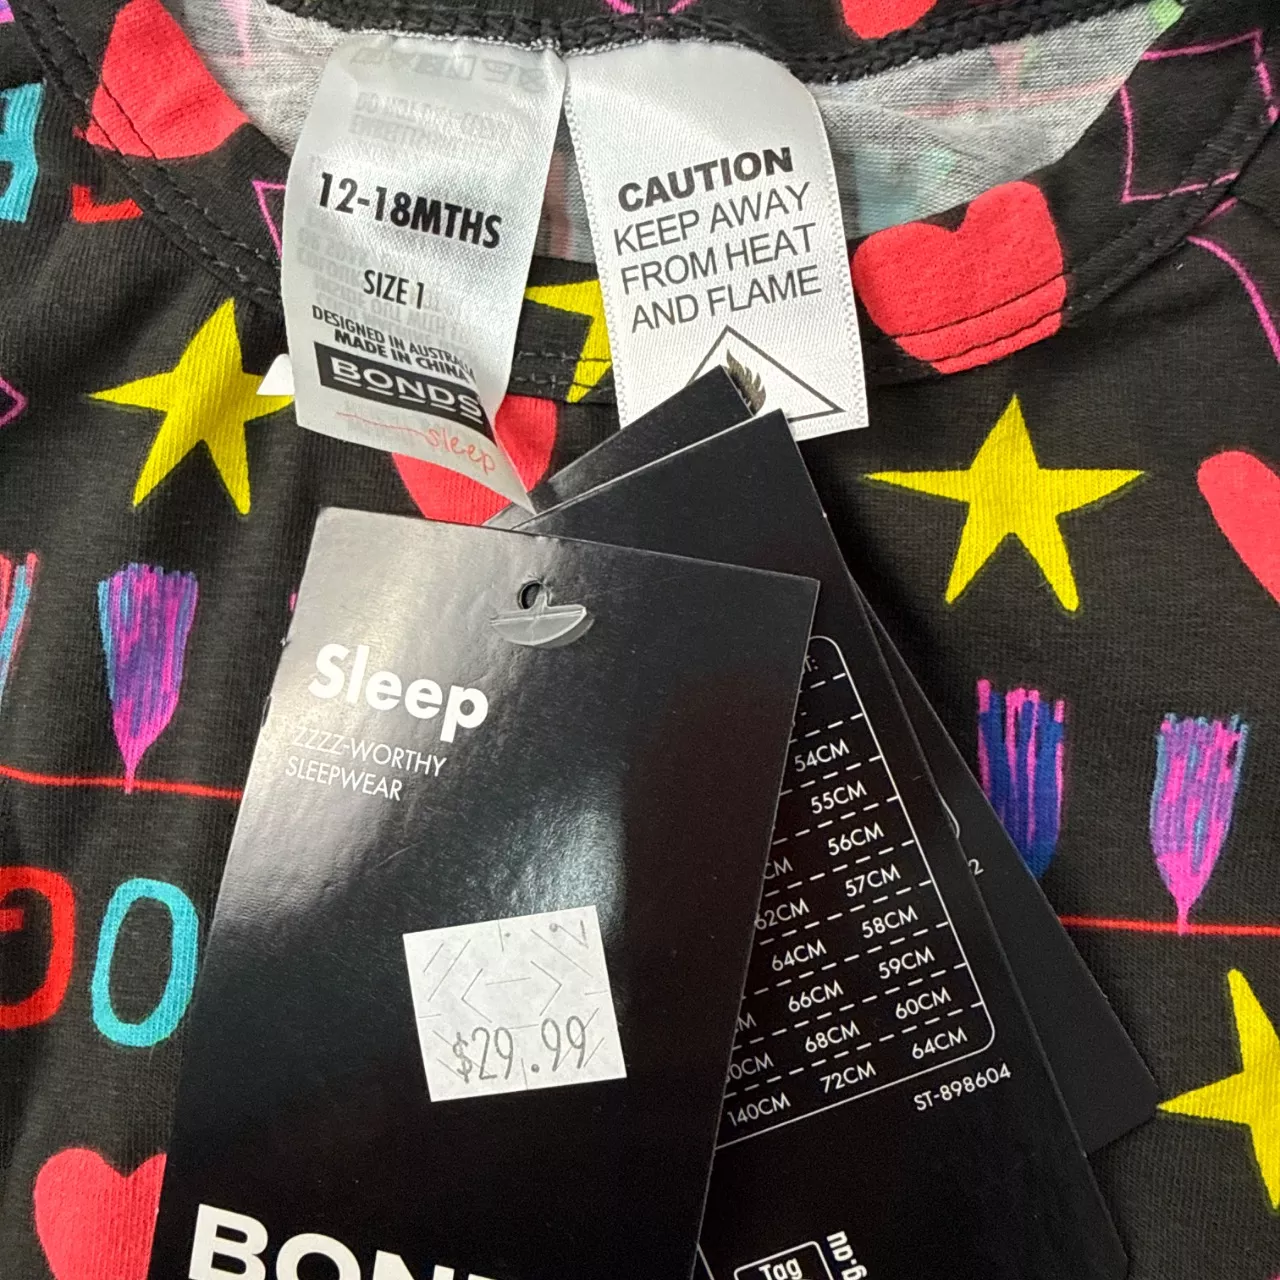 12-18MTHS
SIZE 1
DESIGNED IN AUSTRALIA
MADE IN CHINA
BONDS
sleep
CAUTION
KEEP AWAY
FROM HEAT
AND FLAME
Sleep
ZZZZ-WORTHY
SLEEPWEAR
$29.99
54CM
55CM
56CM
57CM
62CM 58CM
64CM 59CM
66CM 60CM
68CM 64CM
72CM
140CM
ST-898604
Tag